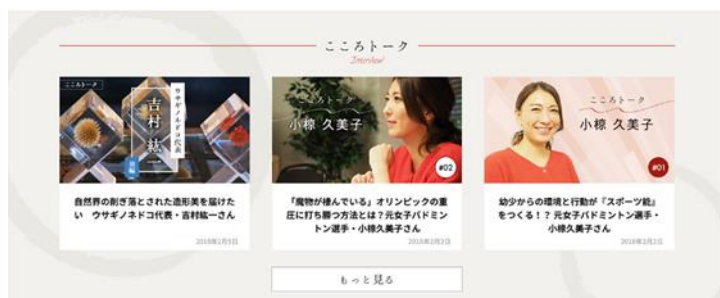 こころトーク
Interview
こころトーク
ウサギノネドコ代表
吉村 紘一
前編
自然界の削ぎ落とされた造形美を届けた
い ウサギノネドコ代表・吉村紘一さん
2018年2月5日
こころトーク
小椋 久美子
#02
「魔物が棲んでいる」オリンピックの重
圧に打ち勝つ方法とは？元女子バドミン
トン選手・小椋久美子さん
2018年2月2日
こころトーク
小椋 久美子
#01
幼少からの環境と行動が『スポーツ能』
をつくる！？元女子バドミントン選手・
小椋久美子さん
2018年2月2日
もっと見る